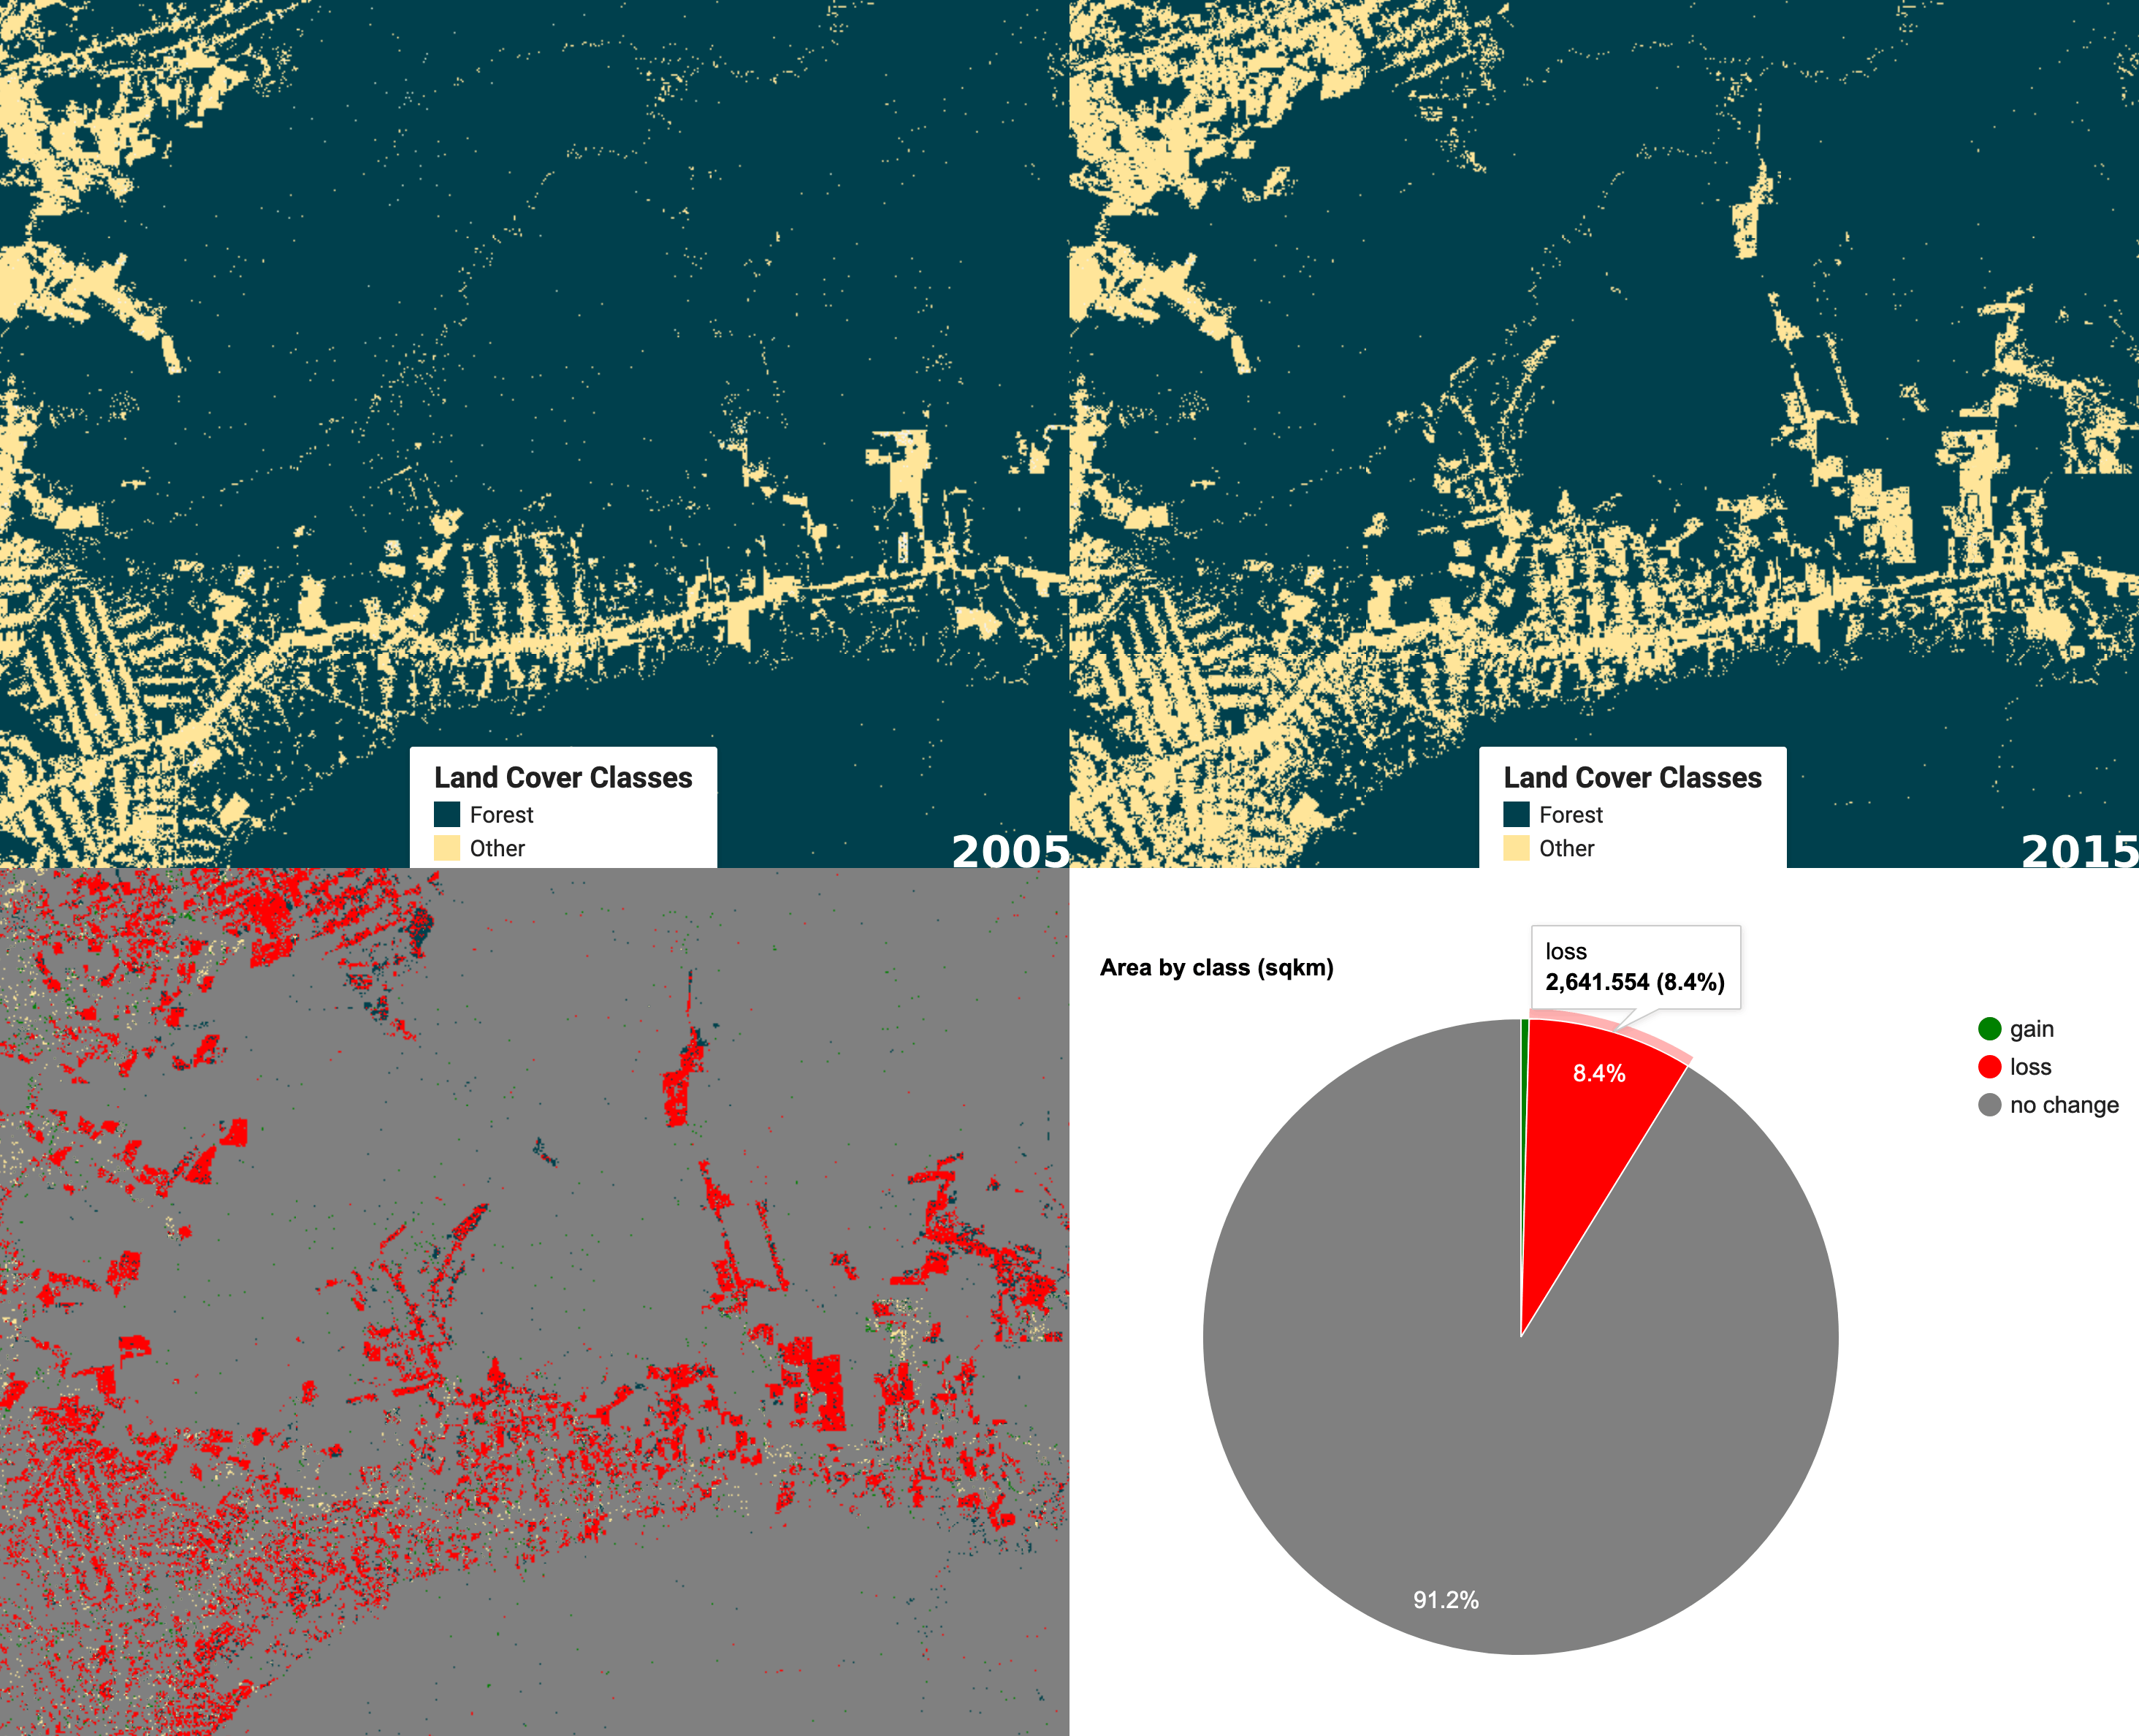 Land Cover Classes
Forest
Other
2005
Land Cover Classes
Forest
Other
2015
Area by class (sqkm)
loss
2,641.554 (8.4%)
8.4%
91.2%
gain
loss
no change